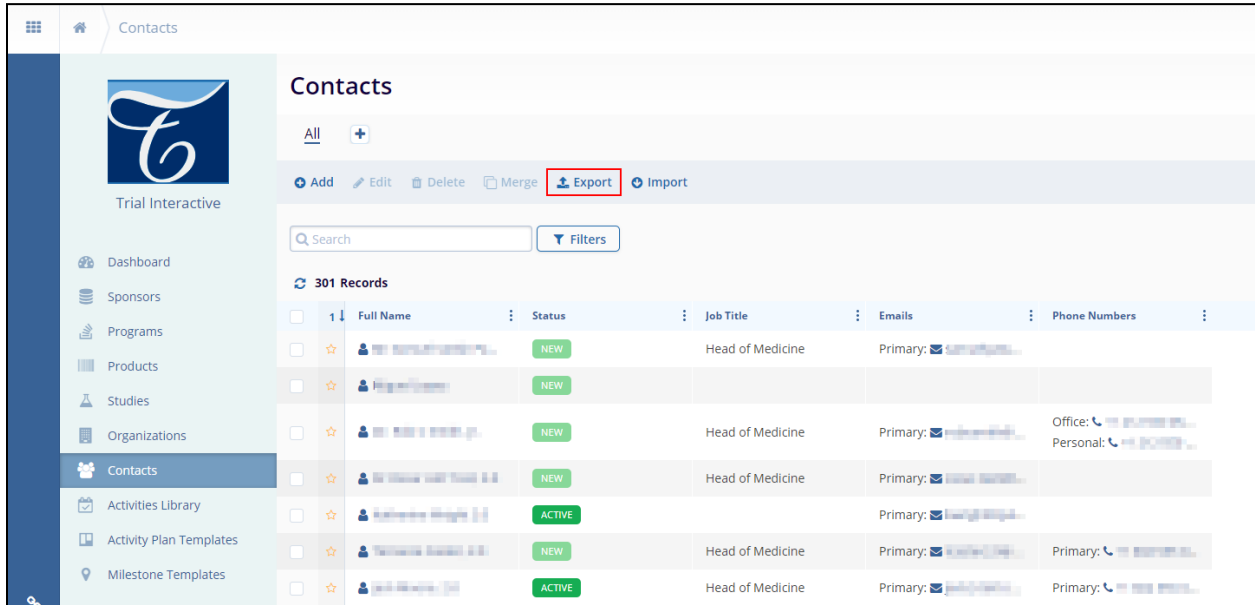 Contacts
Trial Interactive
Dashboard
Sponsors
Programs
Products
Studies
Organizations
Contacts
Activities Library
Activity Plan Templates
Milestone Templates
Contacts
All
Add Edit Delete Merge Export Import
Search Filters
301 Records
1 Full Name Status Job Title Emails Phone Numbers
NEW Head of Medicine Primary:
NEW
NEW Head of Medicine Primary: Office:
Personal:
NEW Head of Medicine Primary:
ACTIVE Primary:
NEW Head of Medicine Primary: Primary:
ACTIVE Head of Medicine Primary: Primary: